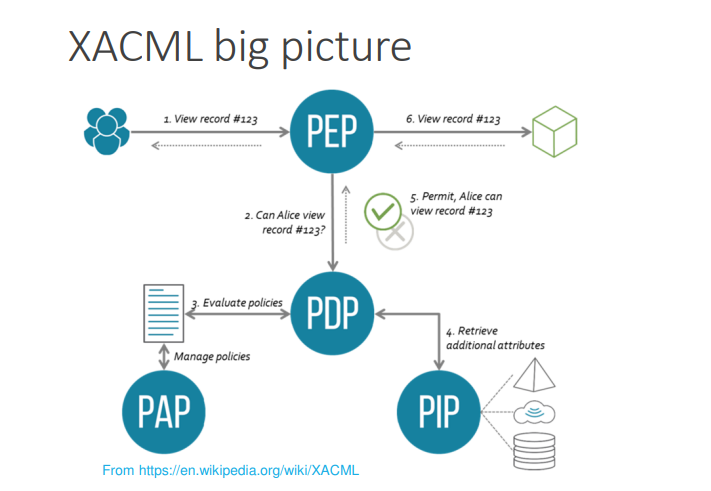 XACML big picture
1. View record #123
PEP
6. View record #123
2. Can Alice view
record #123?
5. Permit, Alice can
view record #123
3. Evaluate policies
PDP
4. Retrieve
additional attributes
Manage policies
PAP
PIP
From https://en.wikipedia.org/wiki/XACML